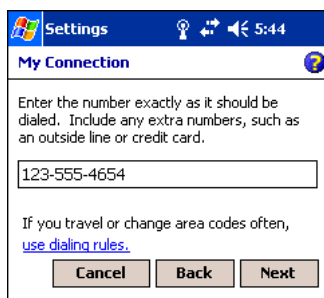 Settings 5:44
My Connection ?
Enter the number exactly as it should be
dialed. Include any extra numbers, such as
an outside line or credit card.
123-555-4654
If you travel or change area codes often,
use dialing rules.
Cancel Back Next